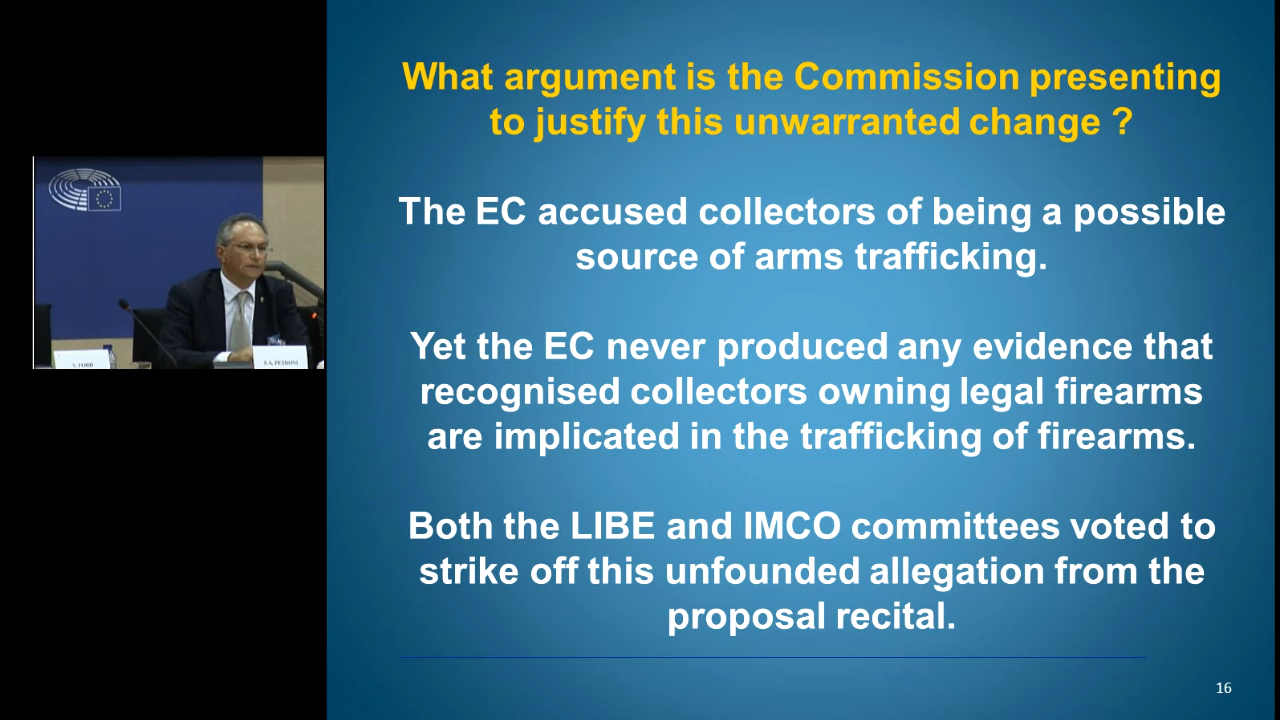 What argument is the Commission presenting
to justify this unwarranted change ?
The EC accused collectors of being a possible
source of arms trafficking.
Yet the EC never produced any evidence that
recognised collectors owning legal firearms
are implicated in the trafficking of firearms.
Both the LIBE and IMCO committees voted to
strike off this unfounded allegation from the
proposal recital.
16
S.A. PETRONI